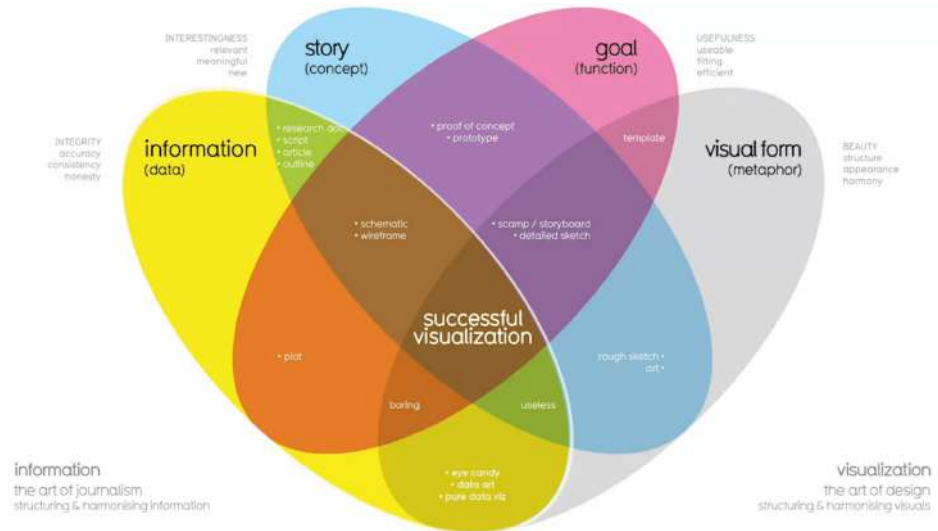 INTERESTINGNESS
relevant
meaningful
new
story
(concept)
goal
(function)
USEFULNESS
useable
fitting
efficient
INTEGRITY
accuracy
consistency
honesty
information
(data)
• research doc
• script
• article
• outline
• proof of concept
• prototype
template
visual form
(metaphor)
BEAUTY
structure
appearance
harmony
• schematic
• wireframe
• scamp / storyboard
• detailed sketch
successful
visualization
• plot
rough sketch •
art •
boring
useless
• eye candy
• data art
• pure data viz
information
the art of journalism
structuring & harmonising information
visualization
the art of design
structuring & harmonising visuals